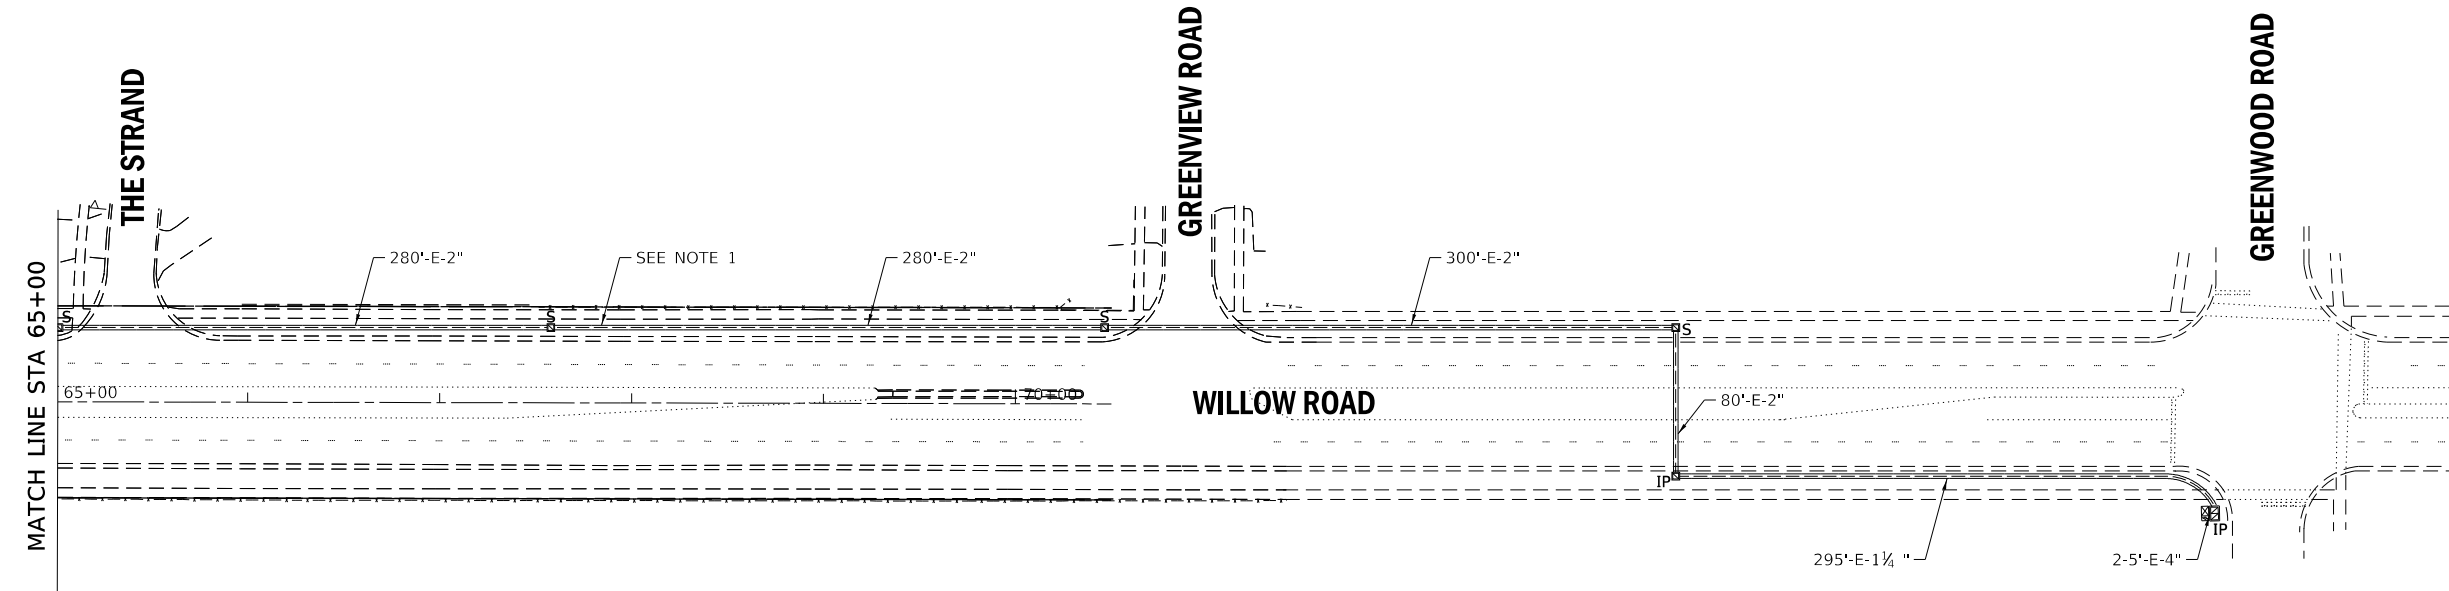 THE STRAND
GREENVIEW ROAD
GREENWOOD ROAD
280'-E-2"
SEE NOTE 1
280'-E-2"
300'-E-2"
MATCH LINE STA 65+00
S
S
S
S
65+00
70+00
WILLOW ROAD
80'-E-2"
IP
IP
295'-E-1¼ "
2-5'-E-4"